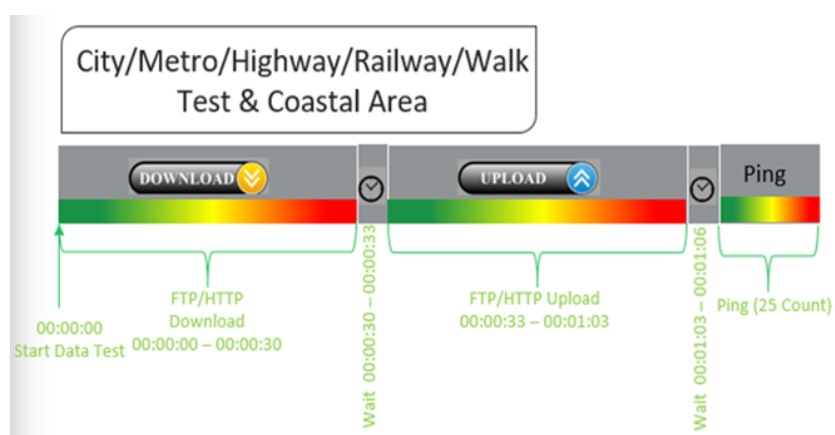 City/Metro/Highway/Railway/Walk
Test & Coastal Area
DOWNLOAD
UPLOAD
Ping
00:00:00
Start Data Test
FTP/HTTP
Download
00:00:00 – 00:00:30
Wait 00:00:30 – 00:00:33
FTP/HTTP Upload
00:00:33 – 00:01:03
Wait 00:01:03 – 00:01:06
Ping (25 Count)